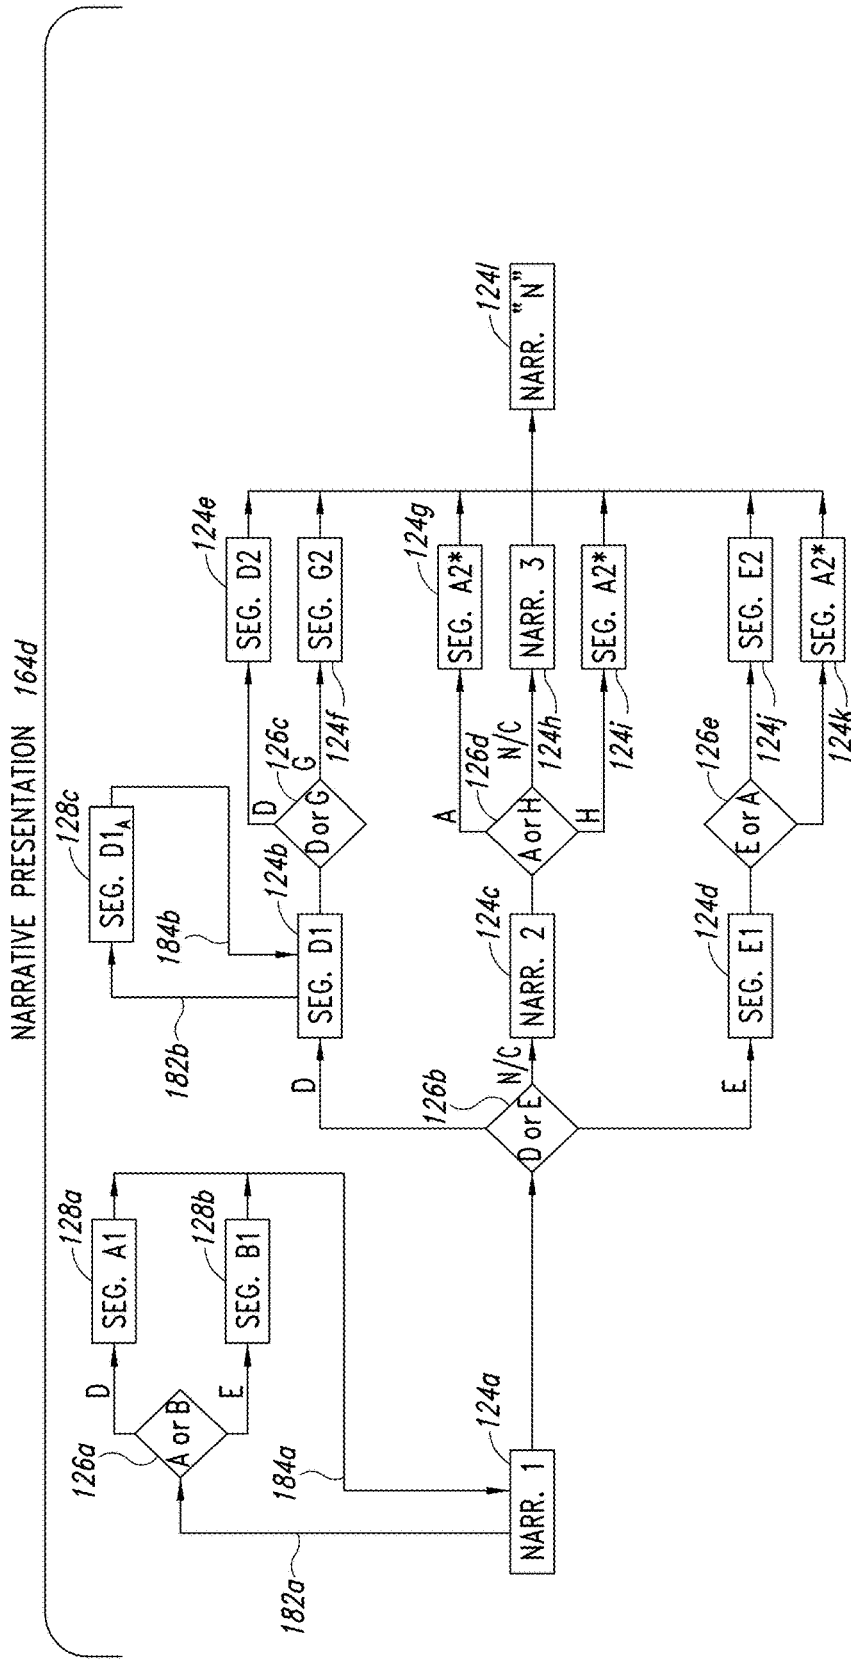 NARRATIVE PRESENTATION 164d
182a
NARR. 1
124a
126a
A or B
D
E
SEG. A1
128a
SEG. B1
128b
184a
D or E
126b
D
N/C
E
182b
SEG. D1A
128c
184b
SEG. D1
124b
NARR. 2
124c
SEG. E1
124d
D or G
126c
D
G
A or H
126d
A
N/C
H
E or A
126e
SEG. D2
124e
SEG. G2
124f
SEG. A2*
124g
NARR. 3
124h
SEG. A2*
124i
SEG. E2
124j
SEG. A2*
124k
NARR. "N"
124l